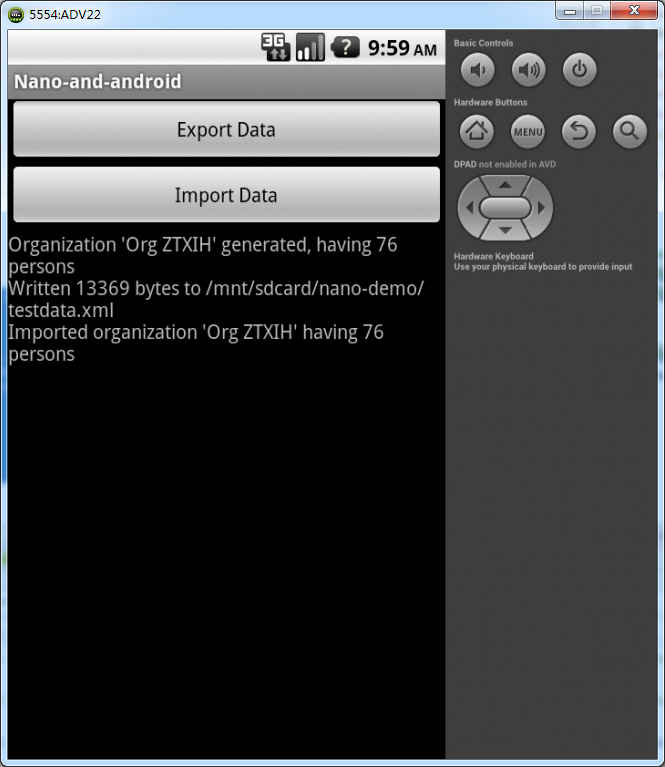 5554:ADV22
3G ? 9:59 AM
Nano-and-android
Export Data
Import Data
Organization 'Org ZTXIH' generated, having 76
persons
Written 13369 bytes to /mnt/sdcard/nano-demo/
testdata.xml
Imported organization 'Org ZTXIH' having 76
persons
Basic Controls
Hardware Buttons
MENU
DPAD not enabled in AVD
Hardware Keyboard
Use your physical keyboard to provide input